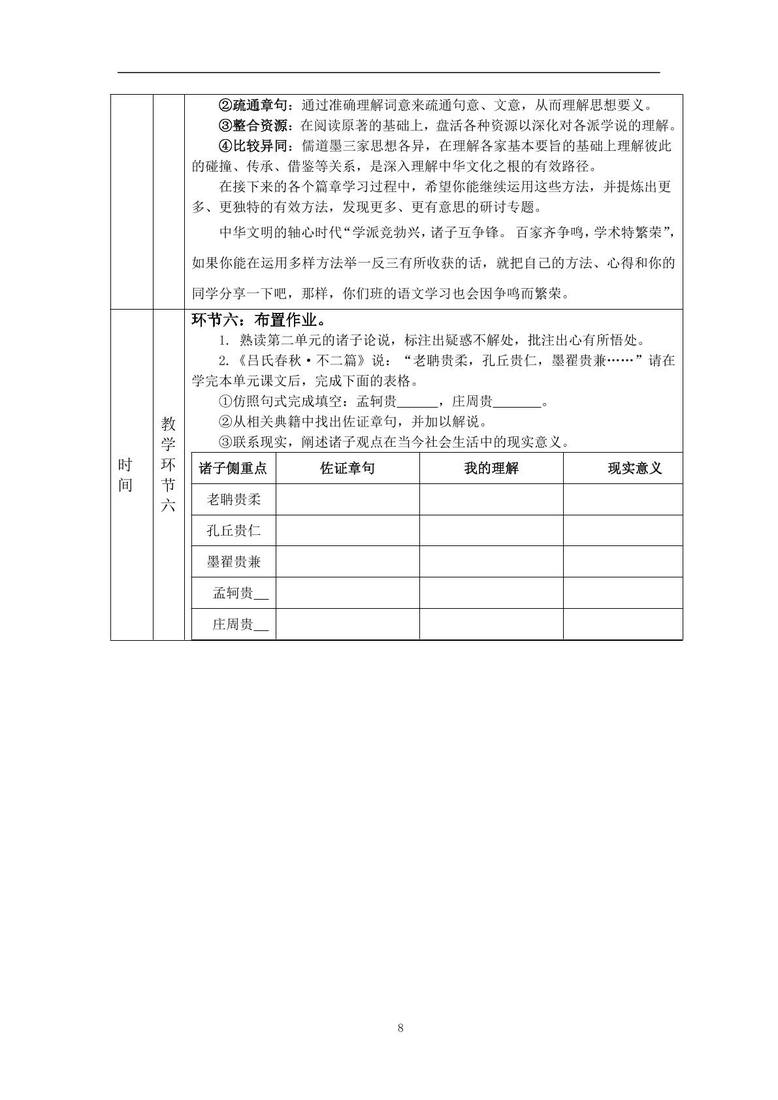 ②疏通章句：通过准确理解词意来疏通句意、文意，从而理解思想要义。
③整合资源：在阅读原著的基础上，盘活各种资源以深化对各派学说的理解。
④比较异同：儒道墨三家思想各异，在理解各家基本要旨的基础上理解彼此
的碰撞、传承、借鉴等关系，是深入理解中华文化之根的有效路径。
在接下来的各个篇章学习过程中，希望你能继续运用这些方法，并提炼出更
多、更独特的有效方法，发现更多、更有意思的研讨专题。
中华文明的轴心时代“学派竞勃兴，诸子互争锋。 百家齐争鸣，学术特繁荣”，
如果你能在运用多样方法举一反三有所收获的话，就把自己的方法、心得和你的
同学分享一下吧，那样，你们班的语文学习也会因争鸣而繁荣。
时
间
教
学
环
节
六
环节六：布置作业。
1. 熟读第二单元的诸子论说，标注出疑惑不解处，批注出心有所悟处。
2.《吕氏春秋·不二篇》说：“老聃贵柔，孔丘贵仁，墨翟贵兼……”请在
学完本单元课文后，完成下面的表格。
①仿照句式完成填空：孟轲贵______，庄周贵_______。
②从相关典籍中找出佐证章句，并加以解说。
③联系现实，阐述诸子观点在当今社会生活中的现实意义。
诸子侧重点 佐证章句 我的理解 现实意义
老聃贵柔
孔丘贵仁
墨翟贵兼
孟轲贵__
庄周贵__
8